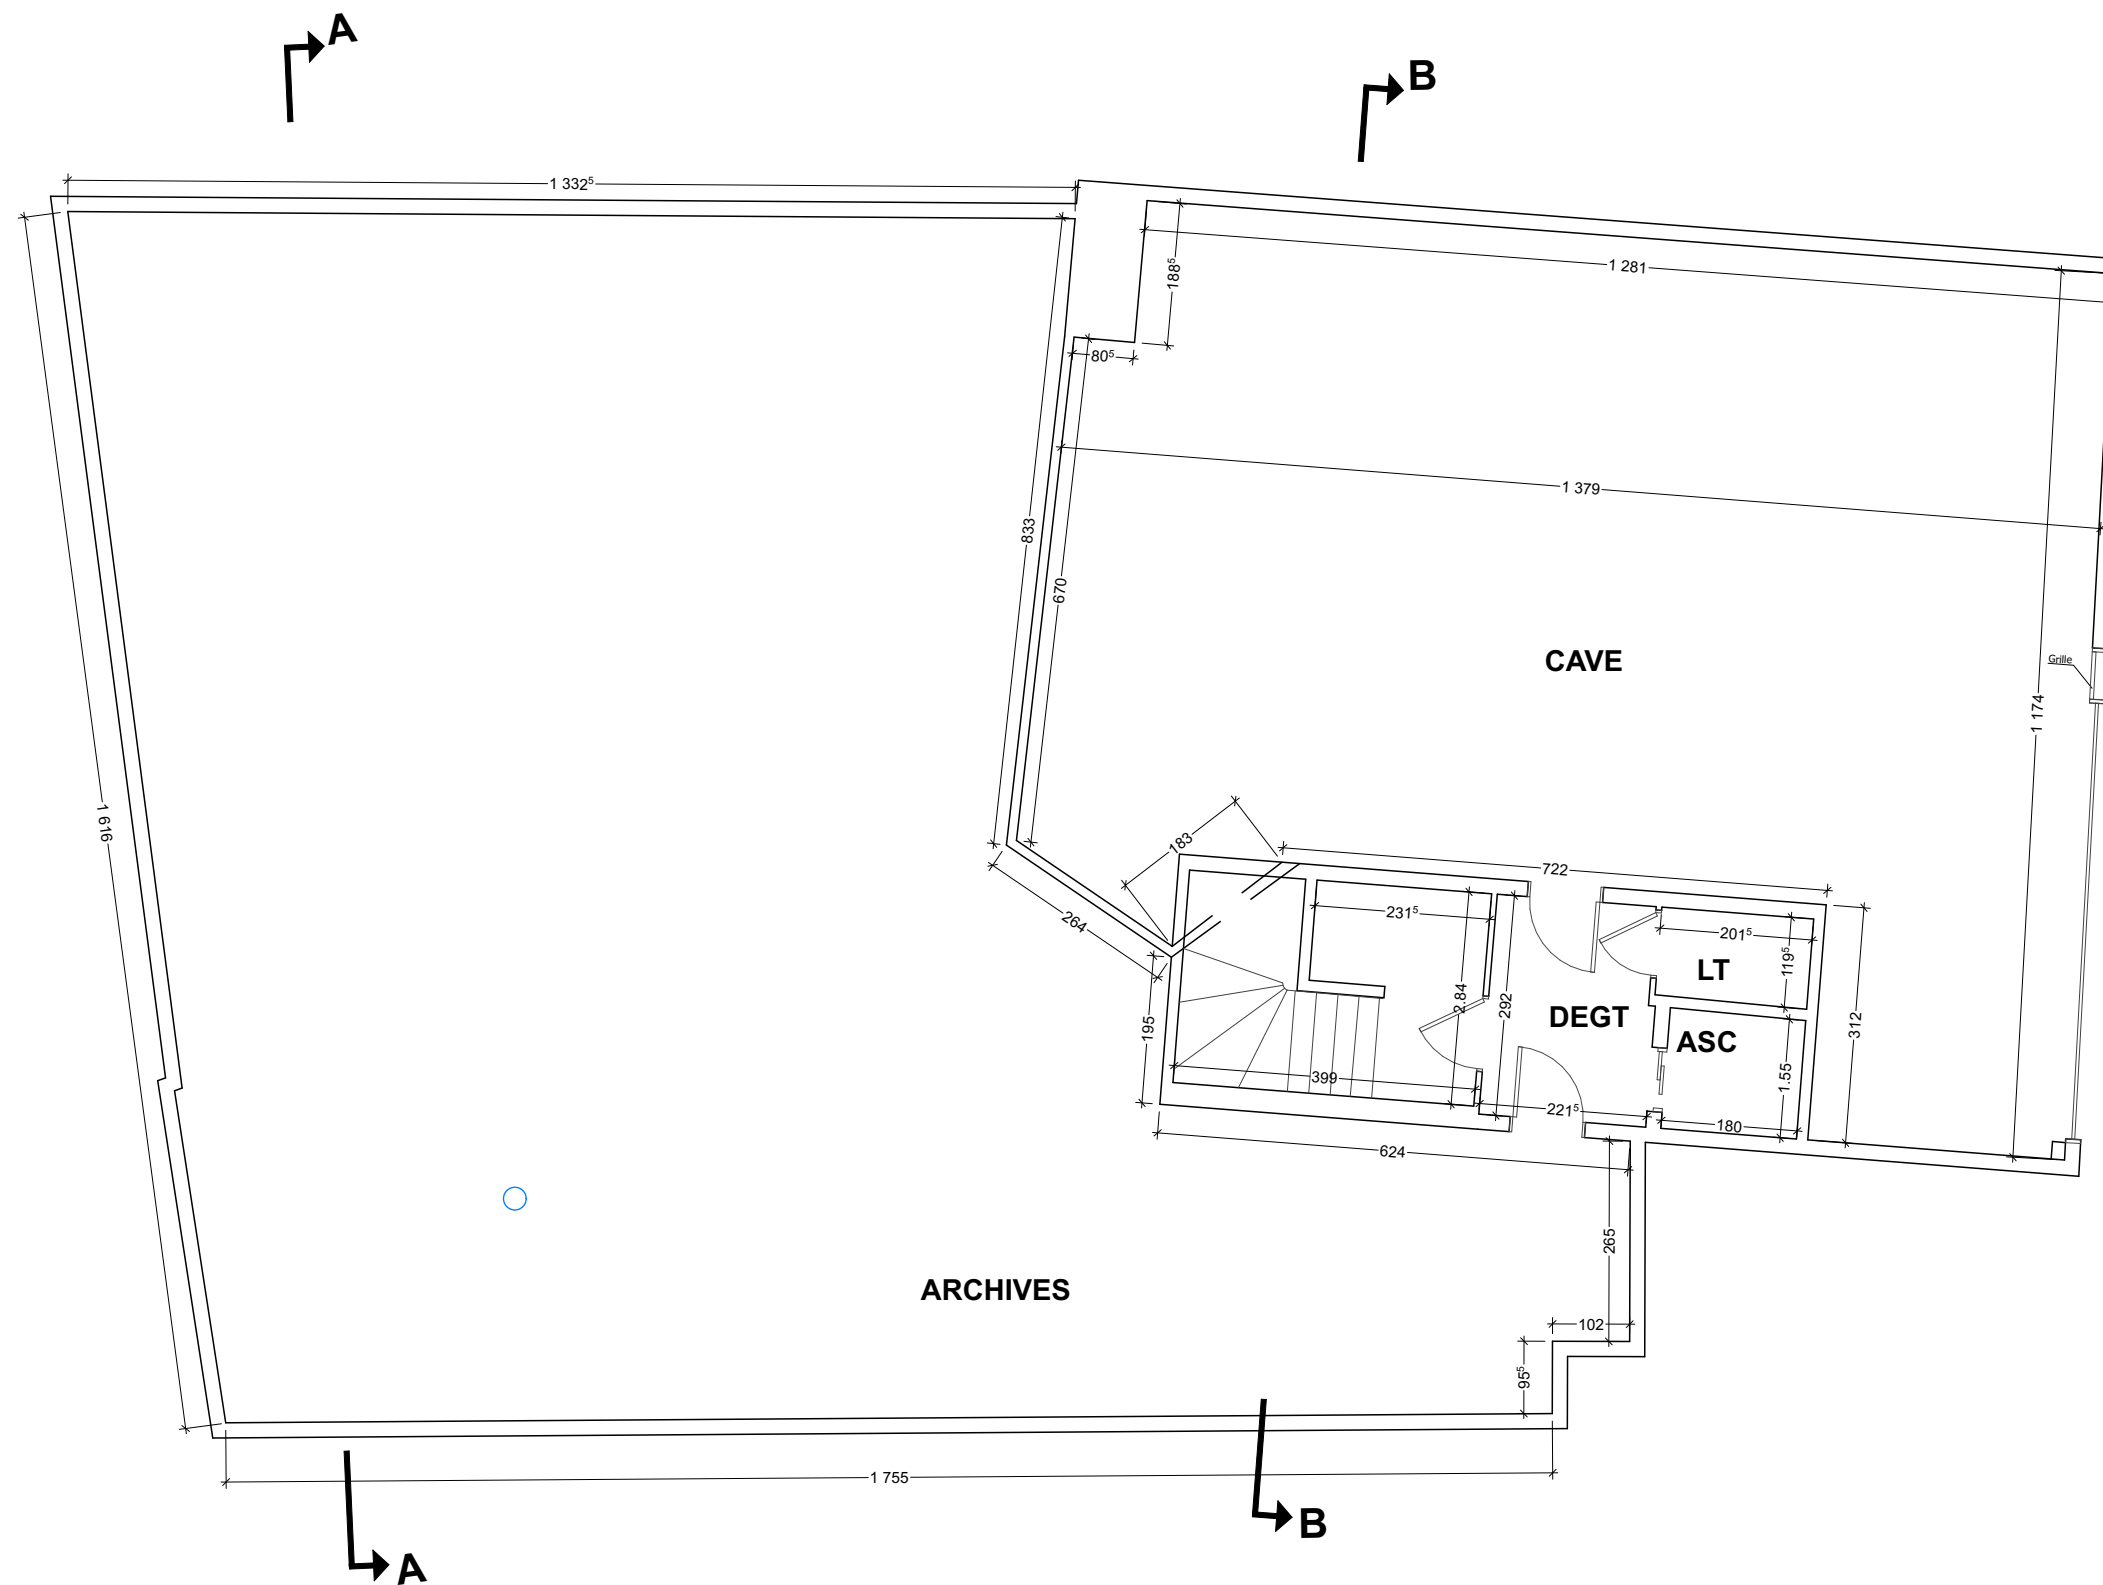 A
B
1 332⁵
188⁵
1 281
80⁵
833
670
1 379
CAVE
Grille
1 174
1 616
183
722
264
231⁵
201⁵
119⁵
LT
2.84
292
DEGT
195
312
ASC
399
1.55
221⁵
180
624
265
ARCHIVES
102
95⁵
1 755
B
A